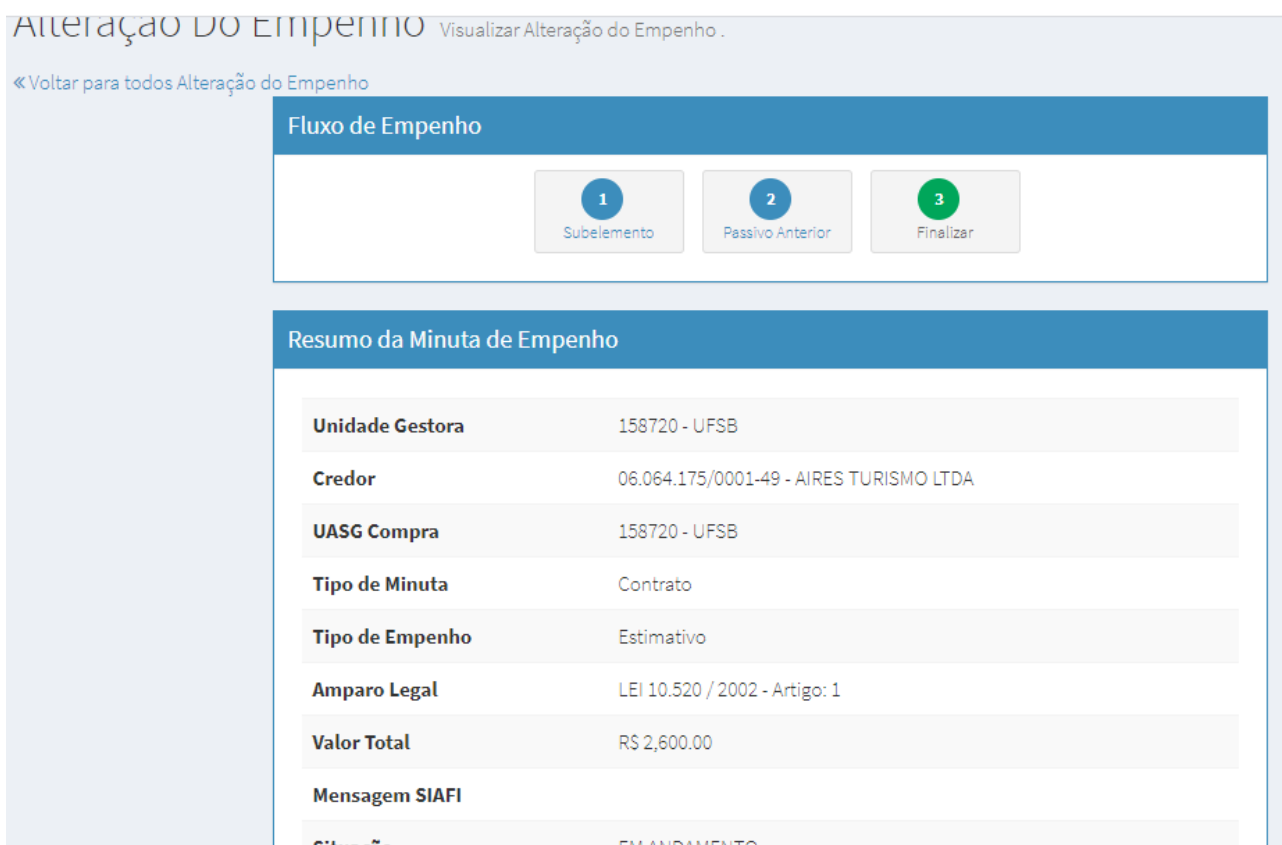 Alteração Do Empenho Visualizar Alteração do Empenho .
« Voltar para todos Alteração do Empenho
Fluxo de Empenho
1
Subelemento
2
Passivo Anterior
3
Finalizar
Resumo da Minuta de Empenho
Unidade Gestora 158720 - UFSB
Credor 06.064.175/0001-49 - AIRES TURISMO LTDA
UASG Compra 158720 - UFSB
Tipo de Minuta Contrato
Tipo de Empenho Estimativo
Amparo Legal LEI 10.520 / 2002 - Artigo: 1
Valor Total R$ 2,600.00
Mensagem SIAFI
Situação EM ANDAMENTO